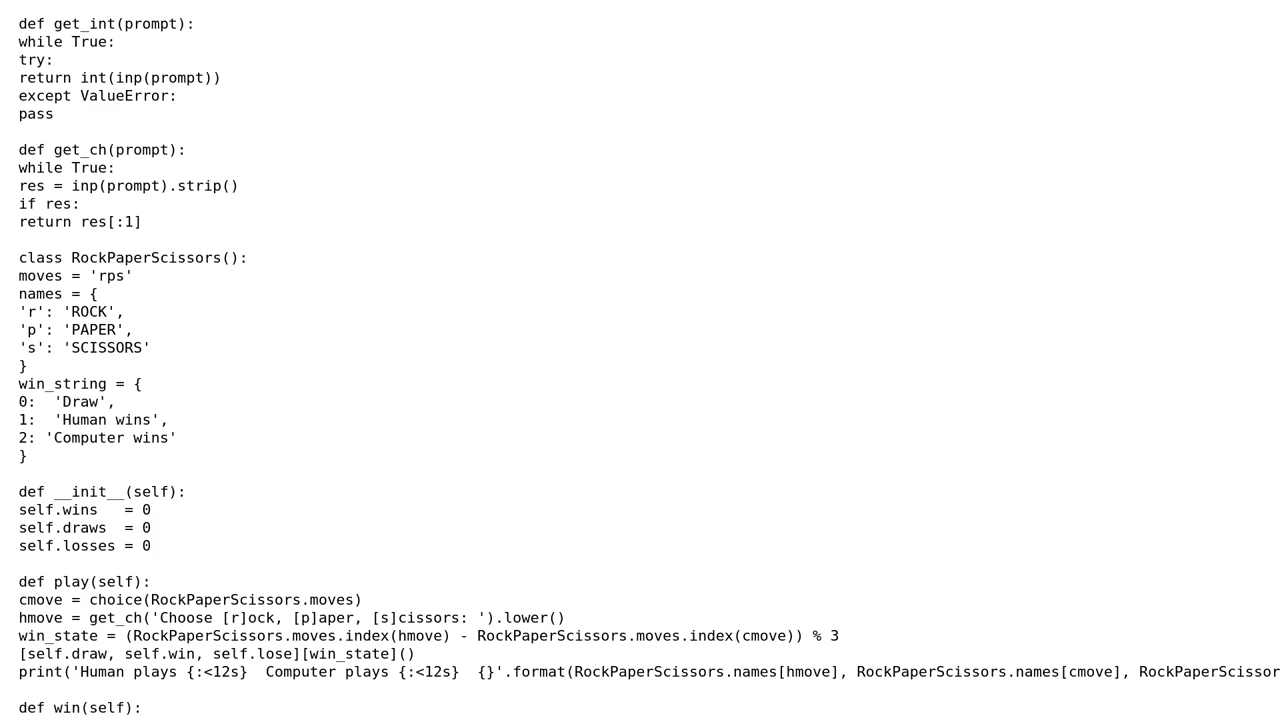 def get_int(prompt):
while True:
try:
return int(inp(prompt))
except ValueError:
pass

def get_ch(prompt):
while True:
res = inp(prompt).strip()
if res:
return res[:1]

class RockPaperScissors():
moves = 'rps'
names = {
'r': 'ROCK',
'p': 'PAPER',
's': 'SCISSORS'
}
win_string = {
0:  'Draw',
1:  'Human wins',
2: 'Computer wins'
}

def __init__(self):
self.wins   = 0
self.draws  = 0
self.losses = 0

def play(self):
cmove = choice(RockPaperScissors.moves)
hmove = get_ch('Choose [r]ock, [p]aper, [s]cissors: ').lower()
win_state = (RockPaperScissors.moves.index(hmove) - RockPaperScissors.moves.index(cmove)) % 3
[self.draw, self.win, self.lose][win_state]()
print('Human plays {:<12s}  Computer plays {:<12s}  {}'.format(RockPaperScissors.names[hmove], RockPaperScissors.names[cmove], RockPaperScissor

def win(self):